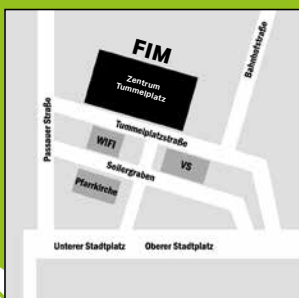 FIM
Zentrum
Tummelplatz
Bahnhofstraße
Passauer Straße
Tummelplatzstraße
WIFI
VS
Seilergraben
Pfarrkirche
Unterer Stadtplatz
Oberer Stadtplatz